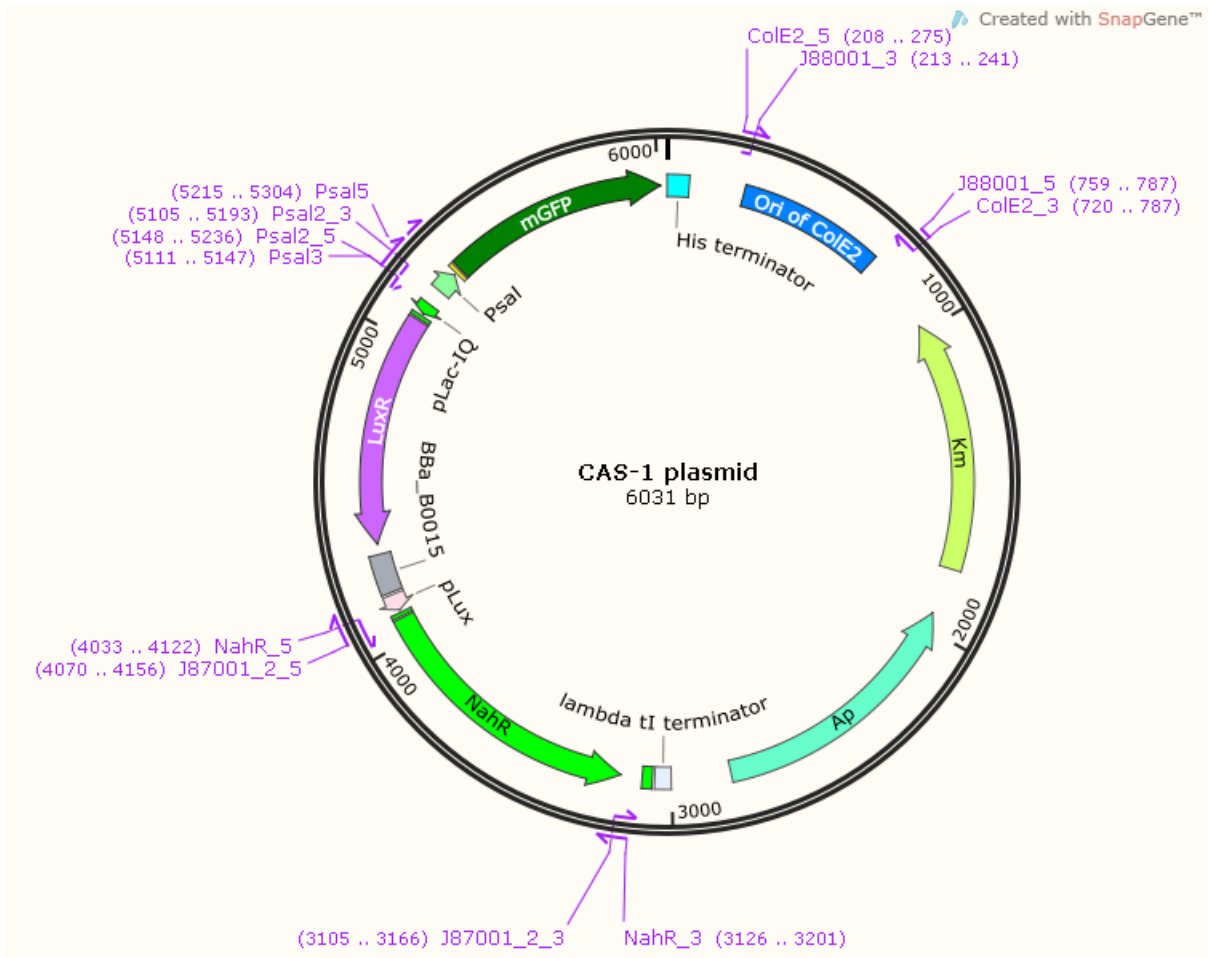 Created with SnapGene™
ColE2_5 (208 .. 275)
J88001_3 (213 .. 241)
6000
(5215 .. 5304) Psal5
(5105 .. 5193) Psal2_3
(5148 .. 5236) Psal2_5
(5111 .. 5147) Psal3
J88001_5 (759 .. 787)
ColE2_3 (720 .. 787)
mGFP
Ori of ColE2
His terminator
1000
Psal
5000
pLac-IQ
LuxR
BBa_B0015
Km
CAS-1 plasmid
6031 bp
pLux
2000
(4033 .. 4122) NahR_5
(4070 .. 4156) J87001_2_5
4000
NahR
lambda tI terminator
Ap
3000
(3105 .. 3166) J87001_2_3
NahR_3 (3126 .. 3201)